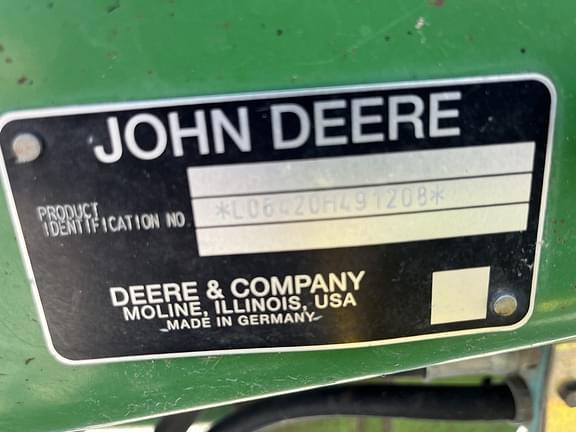 JOHN DEERE
PRODUCT
IDENTIFICATION NO.
*L06420H491208*
DEERE & COMPANY
MOLINE, ILLINOIS, USA
MADE IN GERMANY